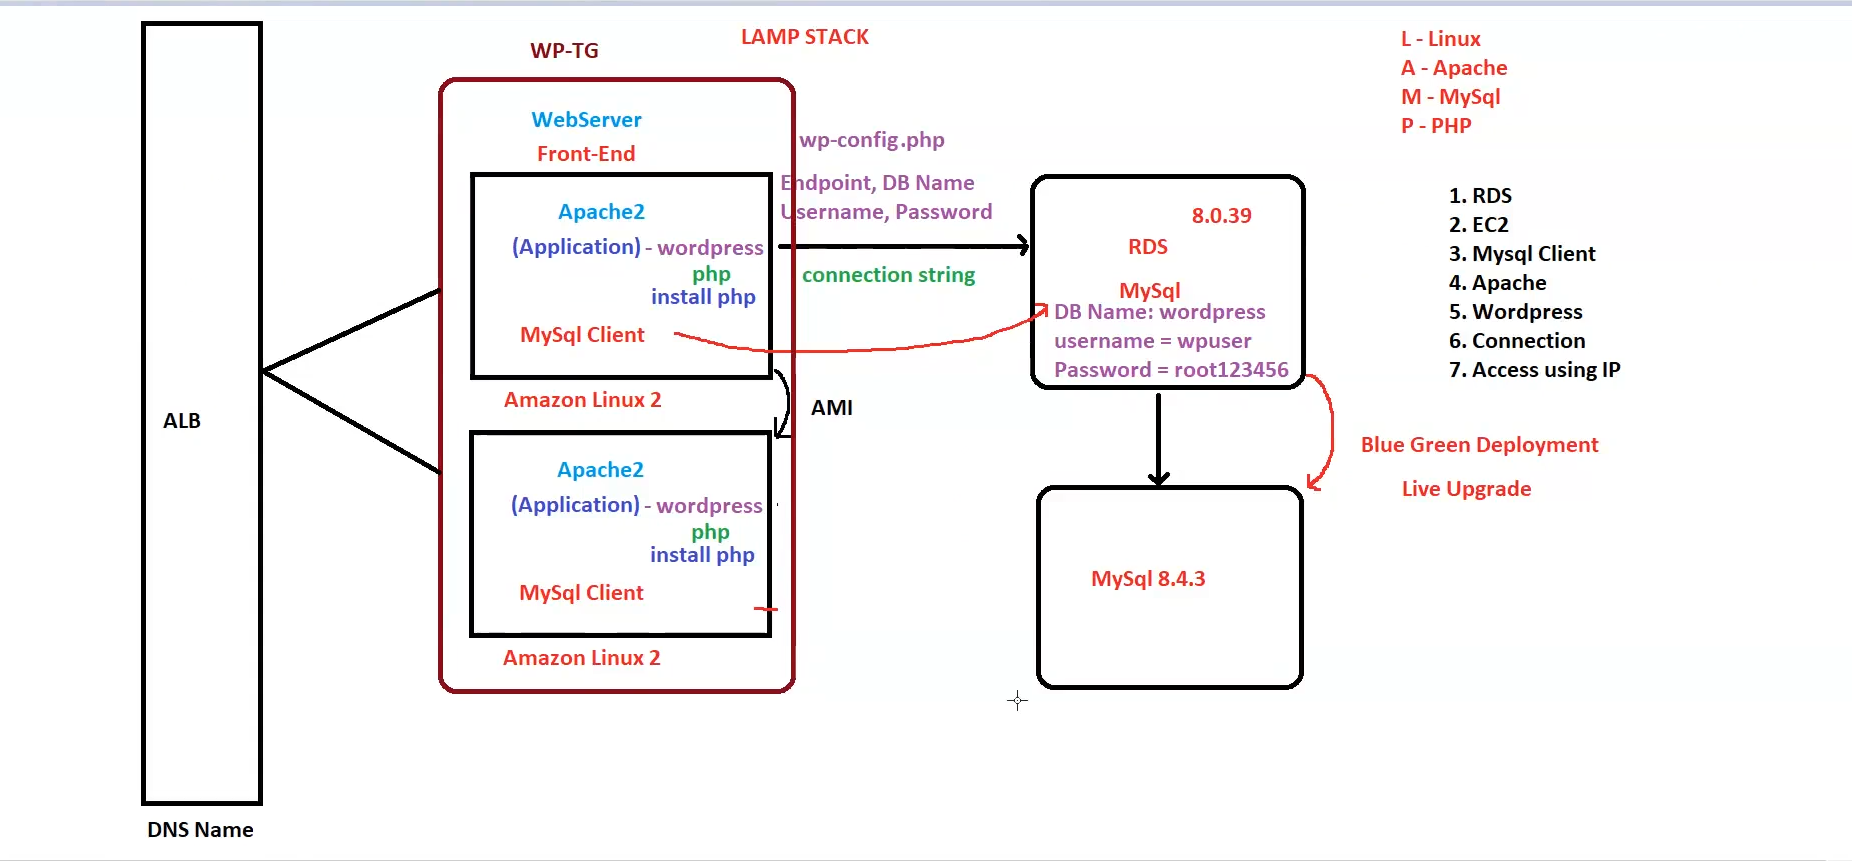 LAMP STACK
WP-TG
WebServer
Front-End
Apache2
(Application) - wordpress
php
install php
MySql Client
Amazon Linux 2
Apache2
(Application) - wordpress
php
install php
MySql Client
Amazon Linux 2
ALB
DNS Name
wp-config.php
Endpoint, DB Name
Username, Password
connection string
AMI
8.0.39
RDS
MySql
DB Name: wordpress
username = wpuser
Password = root123456
Blue Green Deployment
Live Upgrade
MySql 8.4.3
L - Linux
A - Apache
M - MySql
P - PHP
1. RDS
2. EC2
3. Mysql Client
4. Apache
5. Wordpress
6. Connection
7. Access using IP